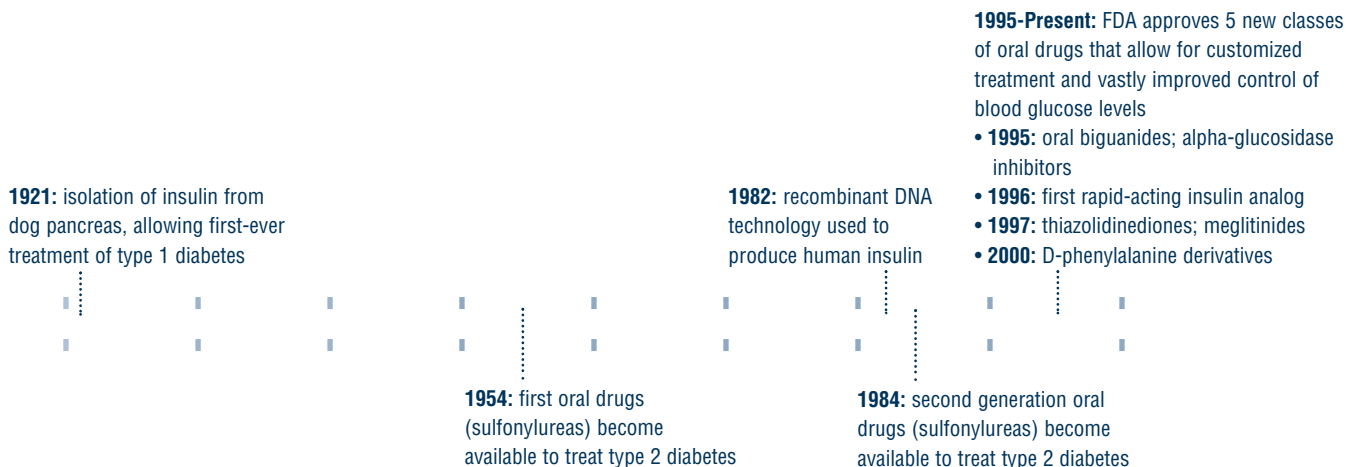 1921: isolation of insulin from
dog pancreas, allowing first-ever
treatment of type 1 diabetes
1954: first oral drugs
(sulfonylureas) become
available to treat type 2 diabetes
1982: recombinant DNA
technology used to
produce human insulin
1984: second generation oral
drugs (sulfonylureas) become
available to treat type 2 diabetes
1995-Present: FDA approves 5 new classes
of oral drugs that allow for customized
treatment and vastly improved control of
blood glucose levels
• 1995: oral biguanides; alpha-glucosidase
inhibitors
• 1996: first rapid-acting insulin analog
• 1997: thiazolidinediones; meglitinides
• 2000: D-phenylalanine derivatives